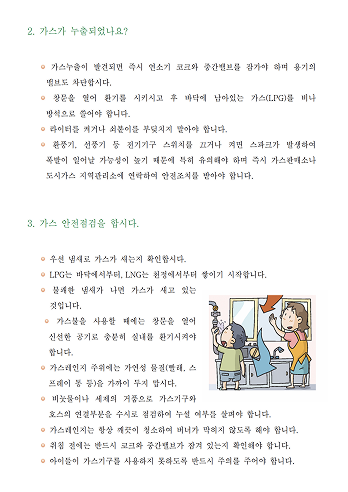 2. 가스가 누출되었나요?
◉ 가스누출이 발견되면 즉시 연소기 코크와 중간밸브를 잠가야 하며 용기의
밸브도 차단합시다.
◉ 창문을 열어 환기를 시키시고 후 바닥에 남아있는 가스(LPG)를 비나
방석으로 쓸어야 합니다.
◉ 라이터를 켜거나 쇠붙이를 부딪치지 말아야 합니다.
◉ 환풍기, 선풍기 등 전기기구 스위치를 끄거나 켜면 스파크가 발생하여
폭발이 일어날 가능성이 높기 때문에 특히 유의해야 하며 즉시 가스판매소나
도시가스 지역관리소에 연락하여 안전조치를 받아야 합니다.
3. 가스 안전점검을 합시다.
◉ 우선 냄새로 가스가 새는지 확인합시다.
◉ LPG는 바닥에서부터, LNG는 천정에서부터 쌓이기 시작합니다.
◉ 불쾌한 냄새가 나면 가스가 새고 있는
것입니다.
◉ 가스불을 사용할 때에는 창문을 열어
신선한 공기로 충분히 실내를 환기시켜야
합니다.
◉ 가스레인지 주위에는 가연성 물질(빨래, 스
프레이 통 등)을 가까이 두지 맙시다.
◉ 비눗물이나 세제의 거품으로 가스기구와
호스의 연결부분을 수시로 점검하여 누설 여부를 살펴야 합니다.
◉ 가스레인지는 항상 깨끗이 청소하여 버너가 막히지 않도록 해야 합니다.
◉ 취침 전에는 반드시 코크와 중간밸브가 잠겨 있는지 확인해야 합니다.
◉ 아이들이 가스기구를 사용하지 못하도록 반드시 주의를 주어야 합니다.